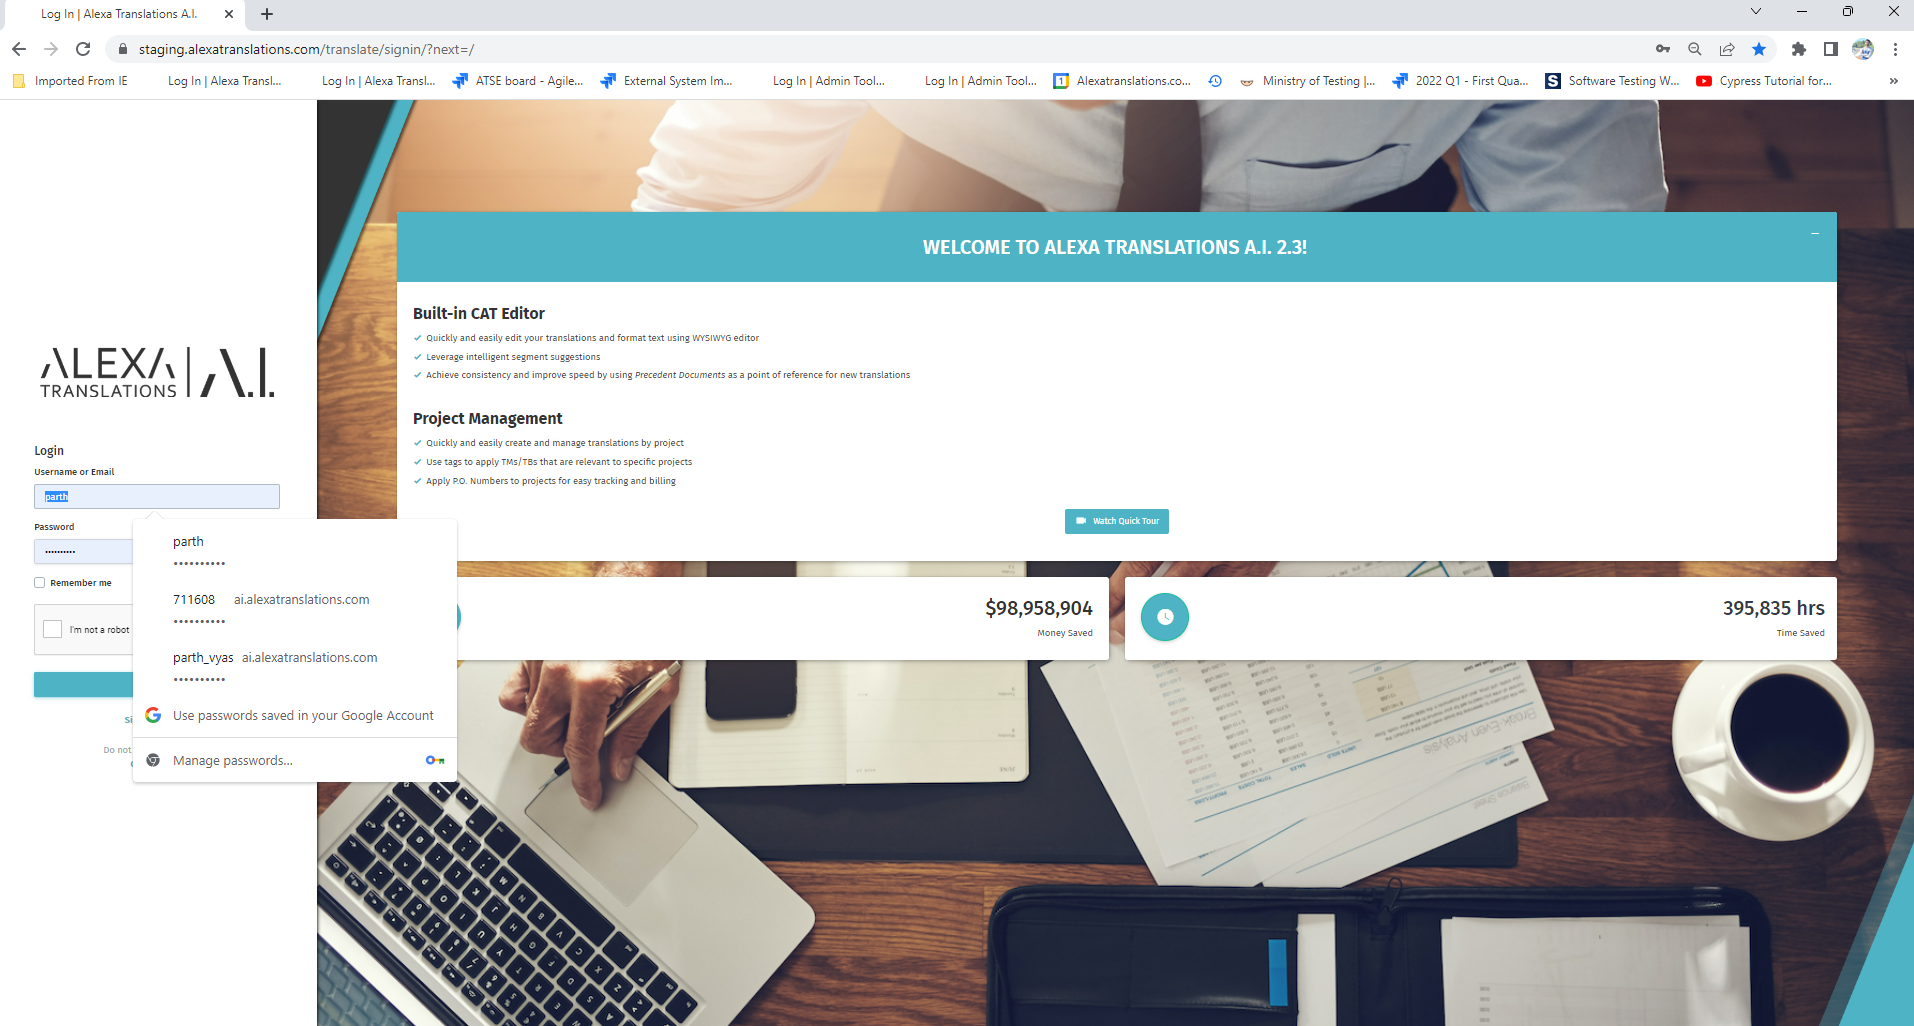 Log In | Alexa Translations A.I.
staging.alexatranslations.com/translate/signin/?next=/
Imported From IE
Log In | Alexa Transl...
Log In | Alexa Transl...
ATSE board - Agile...
External System Im...
Log In | Admin Tool...
Log In | Admin Tool...
1
Alexatranslations.co...
Ministry of Testing |...
2022 Q1 - First Qua...
S
Software Testing W...
Cypress Tutorial for...
»
ALEXA
TRANSLATIONS
A.I.
Login
Username or Email
parth
Password
••••••••••
Remember me
I'm not a robot
Do not
parth
••••••••••
711608 ai.alexatranslations.com
••••••••••
parth_vyas ai.alexatranslations.com
••••••••••
Use passwords saved in your Google Account
Manage passwords...
WELCOME TO ALEXA TRANSLATIONS A.I. 2.3!
Built-in CAT Editor
Quickly and easily edit your translations and format text using WYSIWYG editor
Leverage intelligent segment suggestions
Achieve consistency and improve speed by using Precedent Documents as a point of reference for new translations
Project Management
Quickly and easily create and manage translations by project
Use tags to apply TMs/TBs that are relevant to specific projects
Apply P.O. Numbers to projects for easy tracking and billing
Watch Quick Tour
$98,958,904
Money Saved
395,835 hrs
Time Saved
Break-Even Analysis
Balance Sheet